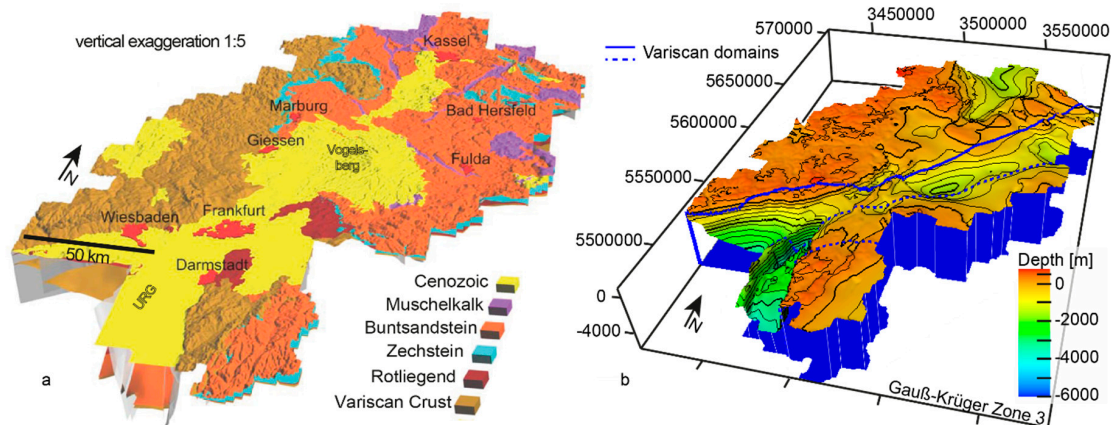 vertical exaggeration 1:5
Kassel
Marburg
Bad Hersfeld
Giessen
Vogels-
berg
Fulda
Wiesbaden
Frankfurt
50 km
Darmstadt
URG
N
Cenozoic
Muschelkalk
Buntsandstein
Zechstein
Rotliegend
Variscan Crust
a
Variscan domains
570000
5650000
5600000
5550000
5500000
3450000
3500000
3550000
0
-4000
N
Depth [m]
0
-2000
-4000
-6000
Gauß-Krüger Zone 3
b